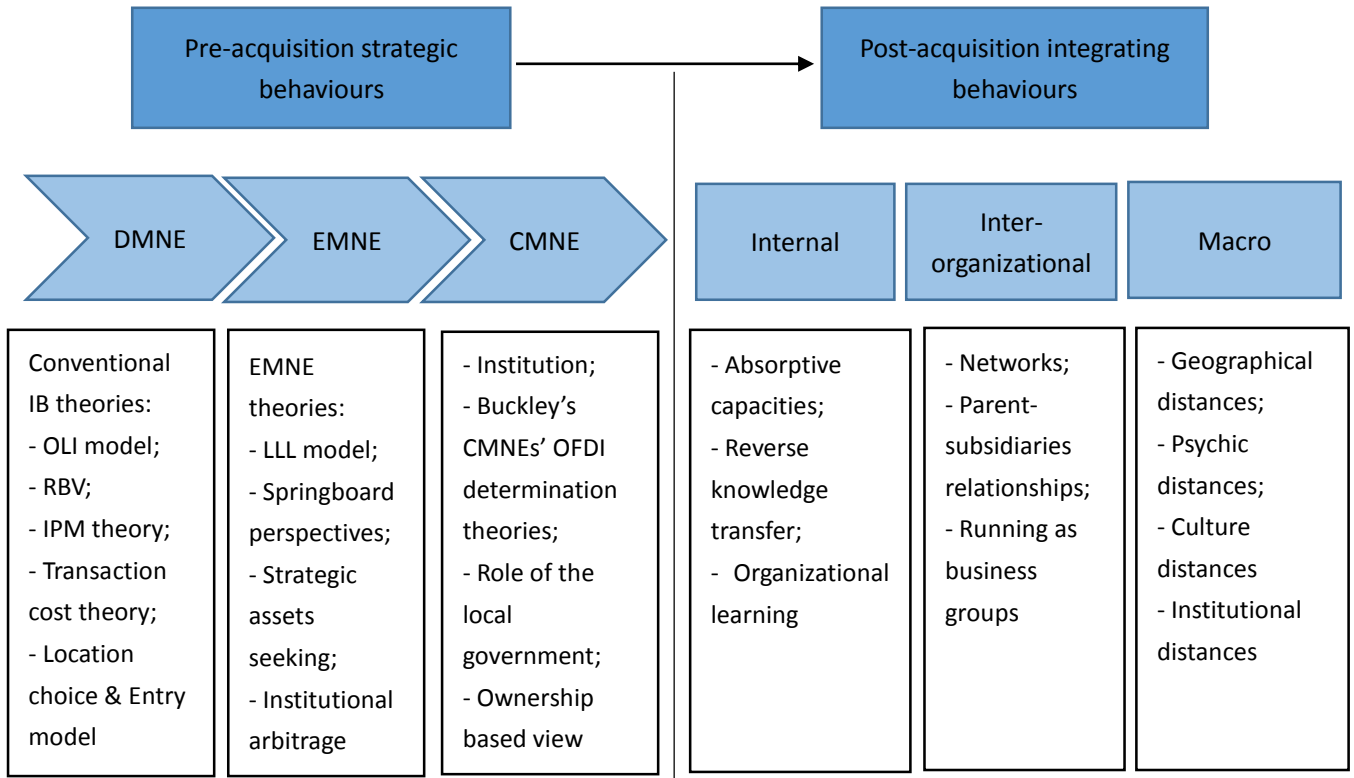 Pre-acquisition strategic
behaviours
Post-acquisition integrating
behaviours
DMNE
EMNE
CMNE
Internal
Inter-
organizational
Macro
Conventional
IB theories:
- OLI model;
- RBV;
- IPM theory;
- Transaction
cost theory;
- Location
choice & Entry
model
EMNE
theories:
- LLL model;
- Springboard
perspectives;
- Strategic
assets
seeking;
- Institutional
arbitrage
- Institution;
- Buckley’s
CMNEs’ OFDI
determination
theories;
- Role of the
local
government;
- Ownership
based view
- Absorptive
capacities;
- Reverse
knowledge
transfer;
- Organizational
learning
- Networks;
- Parent-
subsidiaries
relationships;
- Running as
business
groups
- Geographical
distances;
- Psychic
distances;
- Culture
distances
- Institutional
distances